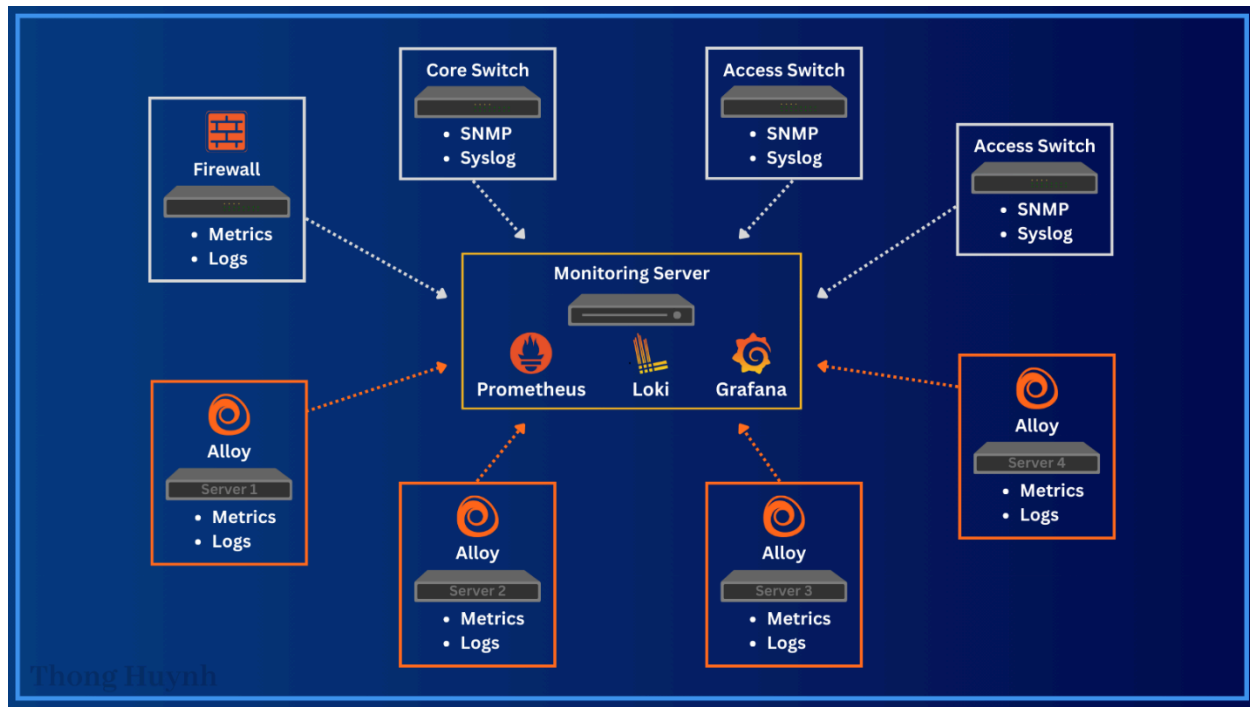 Core Switch
• SNMP
• Syslog
Access Switch
• SNMP
• Syslog
Firewall
• Metrics
• Logs
Access Switch
• SNMP
• Syslog
Monitoring Server
Prometheus
Loki
Grafana
Alloy
Server 1
• Metrics
• Logs
Alloy
Server 2
• Metrics
• Logs
Alloy
Server 3
• Metrics
• Logs
Alloy
Server 4
• Metrics
• Logs
Thong Huynh